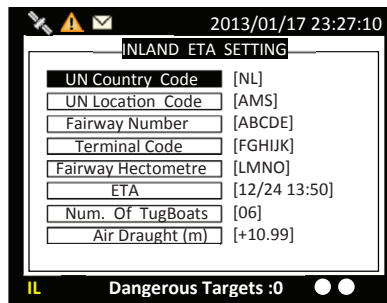 2013/01/17 23:27:10
INLAND ETA SETTING
UN Country Code [NL]
UN Location Code [AMS]
Fairway Number [ABCDE]
Terminal Code [FGHIJK]
Fairway Hectometre [LMNO]
ETA [12/24 13:50]
Num. Of TugBoats [06]
Air Draught (m) [+10.99]
IL Dangerous Targets :0